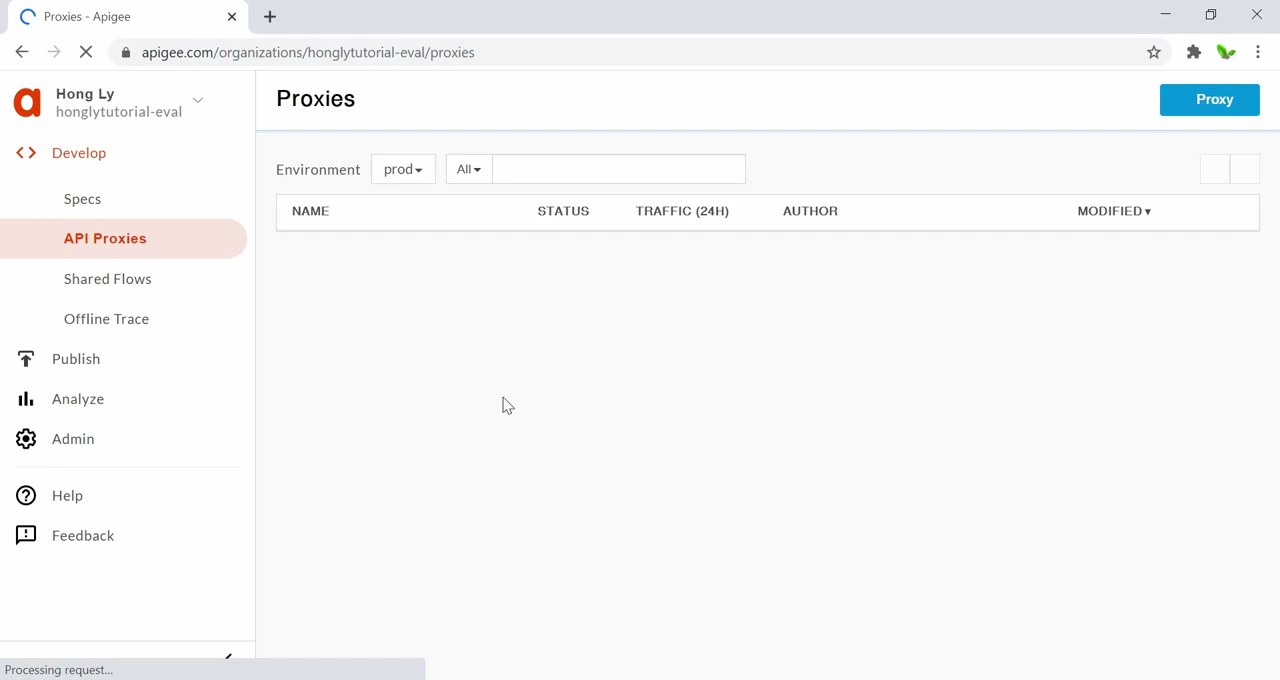 Proxies - Apigee
apigee.com/organizations/honglytutorial-eval/proxies
Hong Ly
honglytutorial-eval
Develop
Specs
API Proxies
Shared Flows
Offline Trace
Publish
Analyze
Admin
Help
Feedback
Processing request...
Proxies
Proxy
Environment prod All
NAME STATUS TRAFFIC (24H) AUTHOR MODIFIED